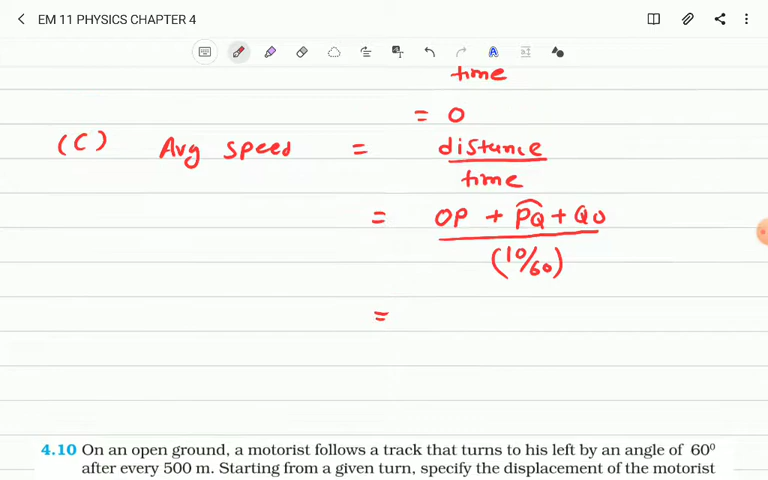 EM 11 PHYSICS CHAPTER 4
time
= 0
(C) Avg speed = distance
time
= OP + PQ + QO
(10/60)
=
4.10 On an open ground, a motorist follows a track that turns to his left by an angle of 60⁰
after every 500 m. Starting from a given turn, specify the displacement of the motorist